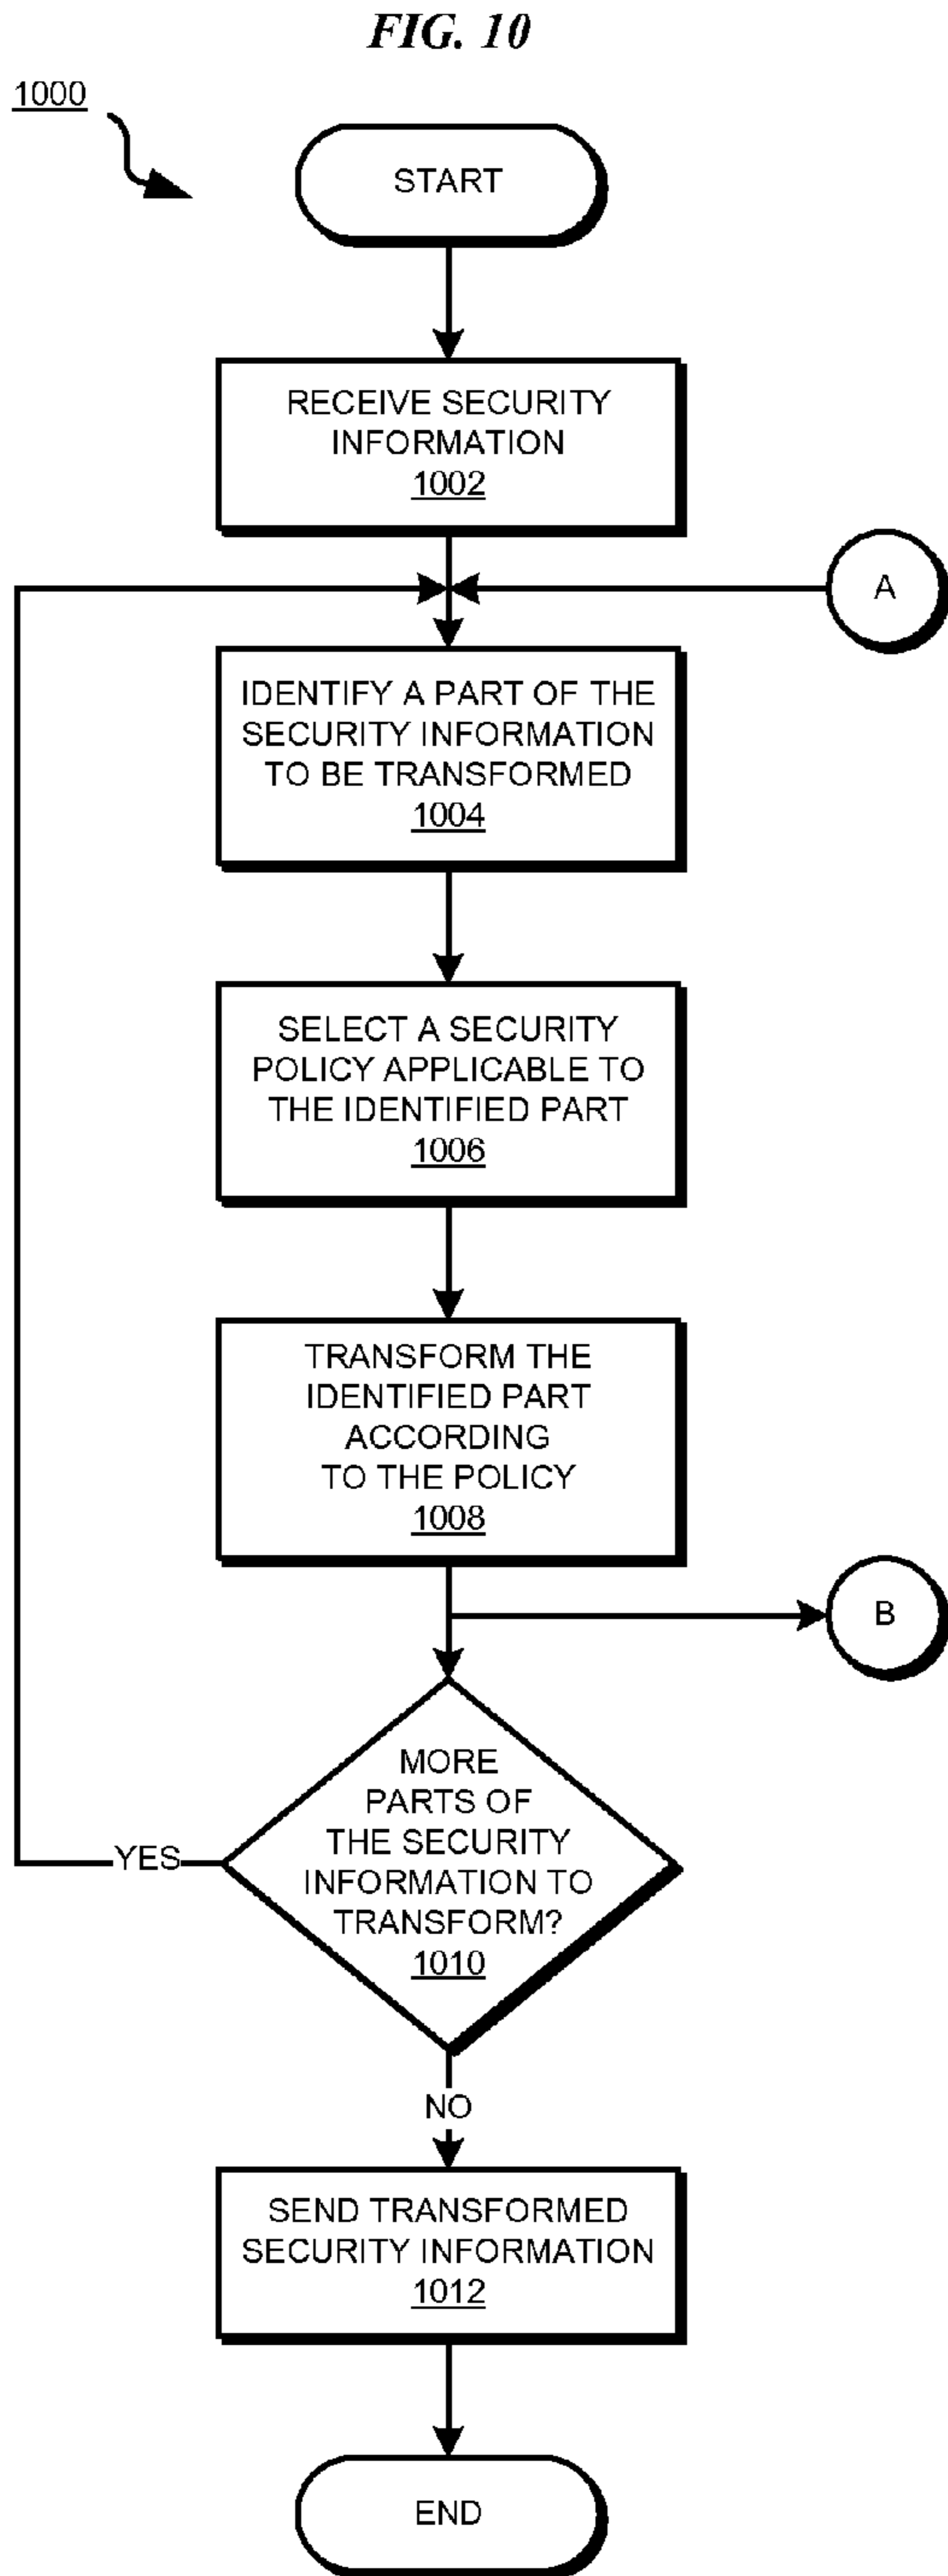 FIG. 10
1000
START
RECEIVE SECURITY
INFORMATION
1002
A
IDENTIFY A PART OF THE
SECURITY INFORMATION
TO BE TRANSFORMED
1004
SELECT A SECURITY
POLICY APPLICABLE TO
THE IDENTIFIED PART
1006
TRANSFORM THE
IDENTIFIED PART
ACCORDING
TO THE POLICY
1008
B
MORE
PARTS OF
THE SECURITY
INFORMATION TO
TRANSFORM?
1010
YES
NO
SEND TRANSFORMED
SECURITY INFORMATION
1012
END